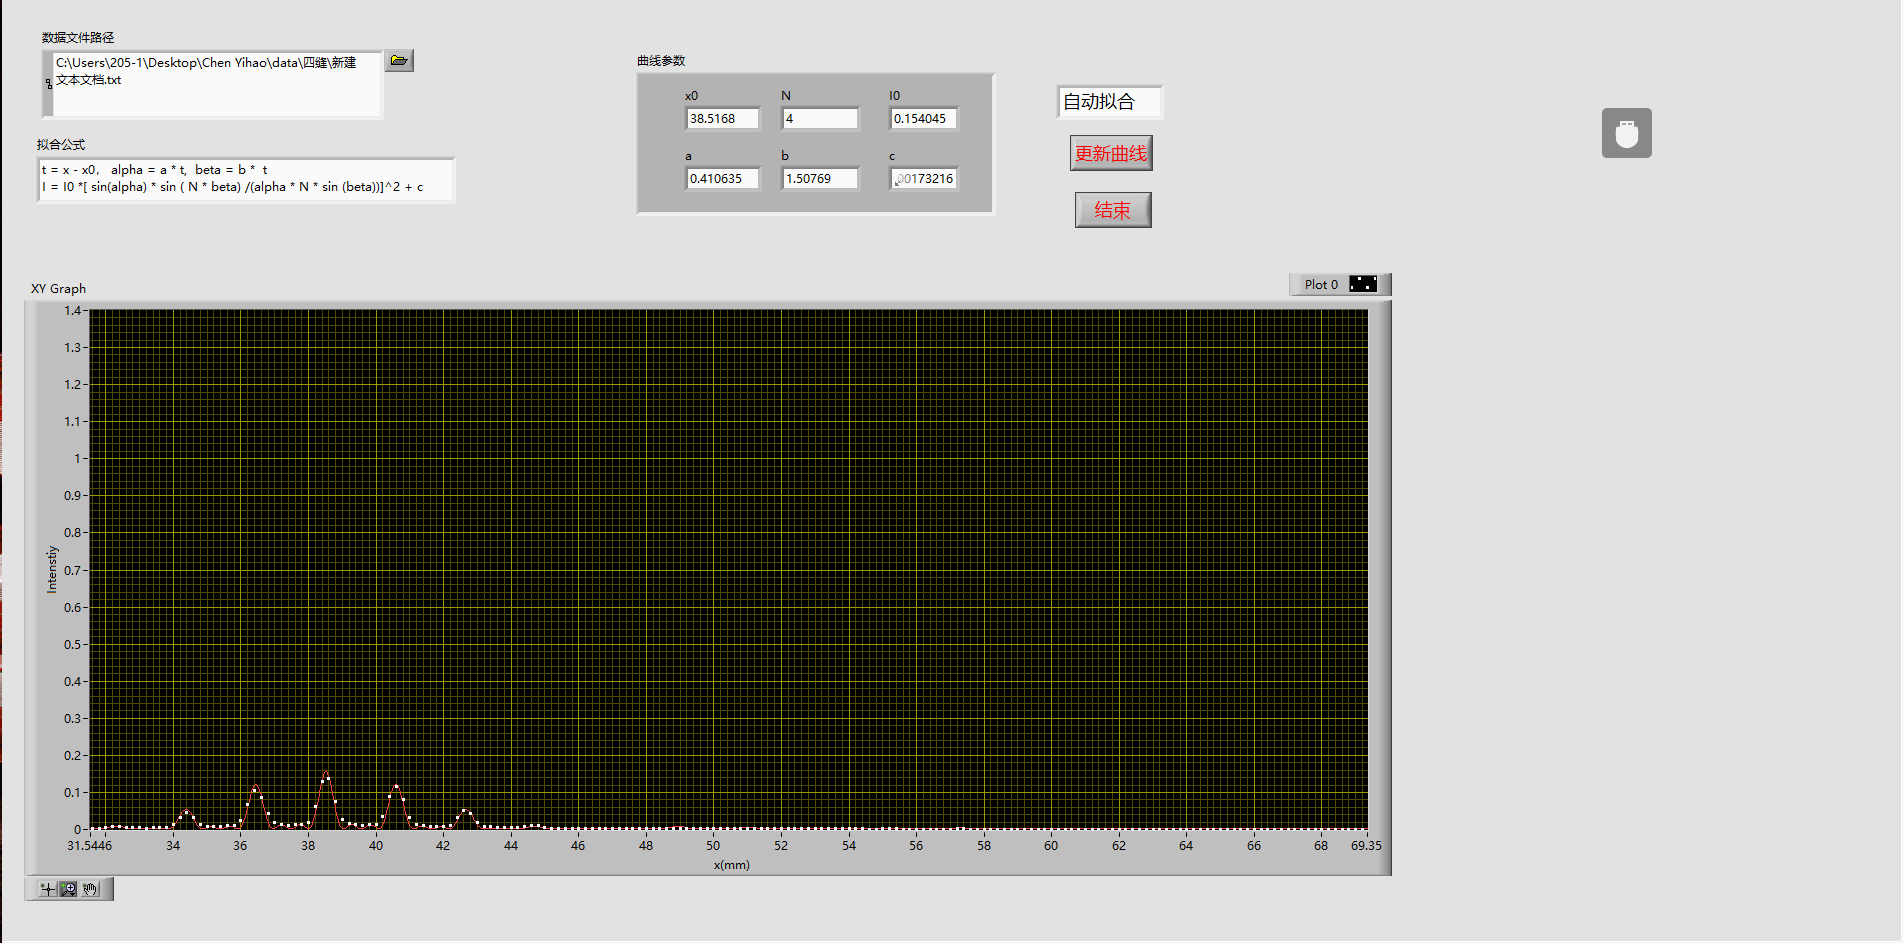 数据文件路径
C:\Users\205-1\Desktop\Chen Yihao\data\四缝\新建
文本文档.txt
拟合公式
t = x - x0, alpha = a * t, beta = b * t
I = I0 *[ sin(alpha) * sin ( N * beta) /(alpha * N * sin (beta))]^2 + c
曲线参数
x0 N I0
38.5168 4 0.154045
a b c
0.410635 1.50769 00173216
自动拟合
更新曲线
结束
XY Graph
Plot 0
1.4
1.3
1.2
1.1
1
0.9
0.8
0.7
0.6
0.5
0.4
0.3
0.2
0.1
0
Intenstiy
31.5446 34 36 38 40 42 44 46 48 50 52 54 56 58 60 62 64 66 68 69.35
x(mm)